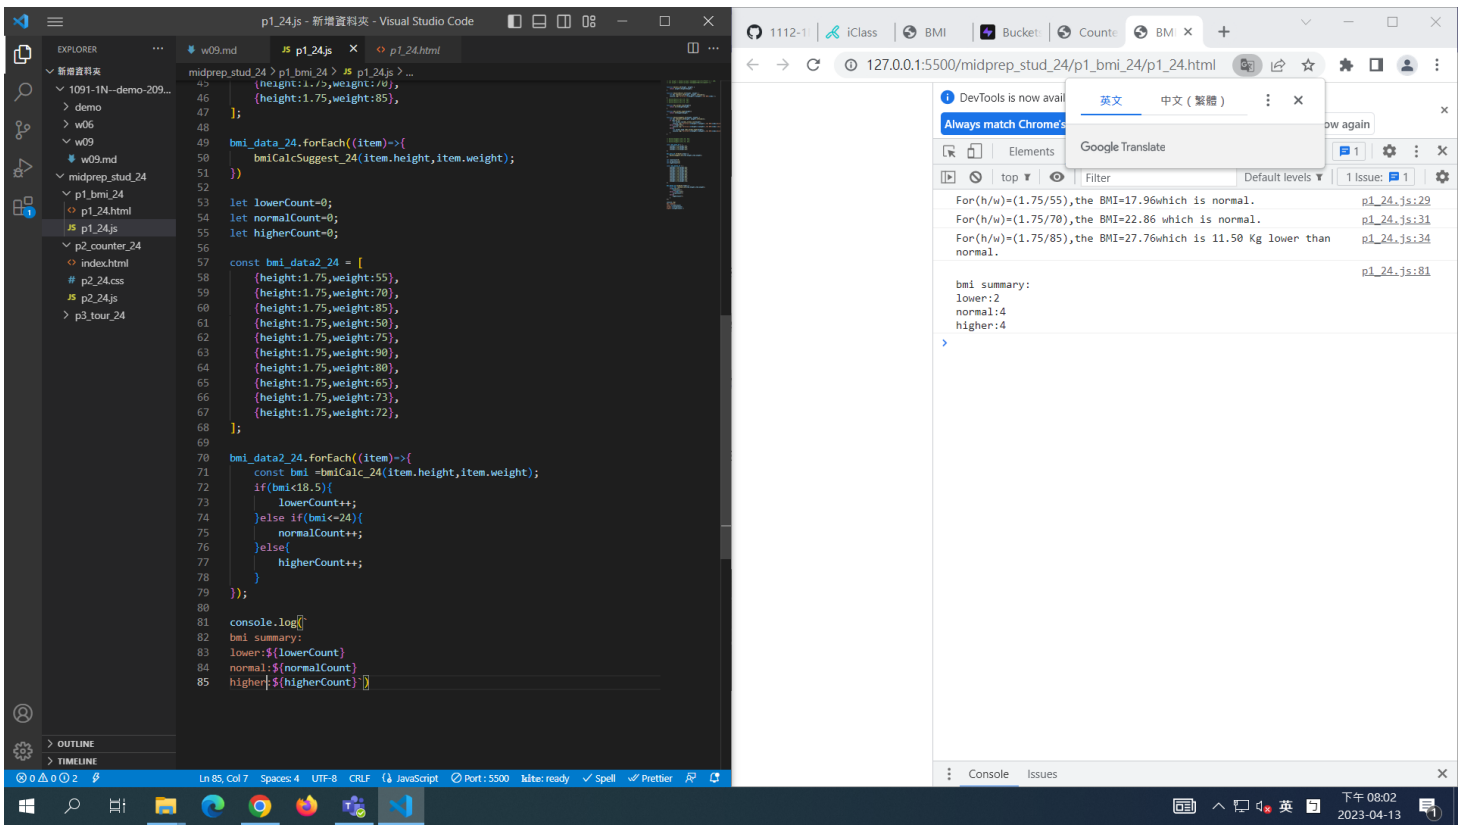 p1_24.js - 新增資料夾 - Visual Studio Code
EXPLORER
新增資料夾
1091-1N--demo-209...
demo
w06
w09
w09.md
midprep_stud_24
p1_bmi_24
p1_24.html
JS p1_24.js
p2_counter_24
index.html
# p2_24.css
JS p2_24.js
p3_tour_24
OUTLINE
TIMELINE
w09.md
JS p1_24.js
p1_24.html
midprep_stud_24 > p1_bmi_24 > JS p1_24.js > ...
45 {height:1.75,weight:70},
46 {height:1.75,weight:85},
47 ];
48
49 bmi_data_24.forEach((item)=>{
50 bmiCalcSuggest_24(item.height,item.weight);
51 })
52
53 let lowerCount=0;
54 let normalCount=0;
55 let higherCount=0;
56
57 const bmi_data2_24 = [
58 {height:1.75,weight:55},
59 {height:1.75,weight:70},
60 {height:1.75,weight:85},
61 {height:1.75,weight:50},
62 {height:1.75,weight:75},
63 {height:1.75,weight:90},
64 {height:1.75,weight:80},
65 {height:1.75,weight:65},
66 {height:1.75,weight:73},
67 {height:1.75,weight:72},
68 ];
69
70 bmi_data2_24.forEach((item)=>{
71 const bmi =bmiCalc_24(item.height,item.weight);
72 if(bmi<18.5){
73 lowerCount++;
74 }else if(bmi<=24){
75 normalCount++;
76 }else{
77 higherCount++;
78 }
79 });
80
81 console.log(`
82 bmi summary:
83 lower:${lowerCount}
84 normal:${normalCount}
85 higher:${higherCount}`)
0 0 2
Ln 85, Col 7 Spaces: 4 UTF-8 CRLF JavaScript Port : 5500 kite: ready Spell Prettier
1112-1
iClass
BMI
Bucket
Counte
BM
127.0.0.1:5500/midprep_stud_24/p1_bmi_24/p1_24.html
DevTools is now avail
Always match Chrome's
ow again
英文
中文 ( 繁體 )
Google Translate
Elements
1
top
Filter
Default levels
1 Issue: 1
For(h/w)=(1.75/55),the BMI=17.96which is normal. p1_24.js:29
For(h/w)=(1.75/70),the BMI=22.86 which is normal. p1_24.js:31
For(h/w)=(1.75/85),the BMI=27.76which is 11.50 Kg lower than p1_24.js:34
normal.
p1_24.js:81
bmi summary:
lower:2
normal:4
higher:4
Console
Issues
英
下午 08:02
2023-04-13
1